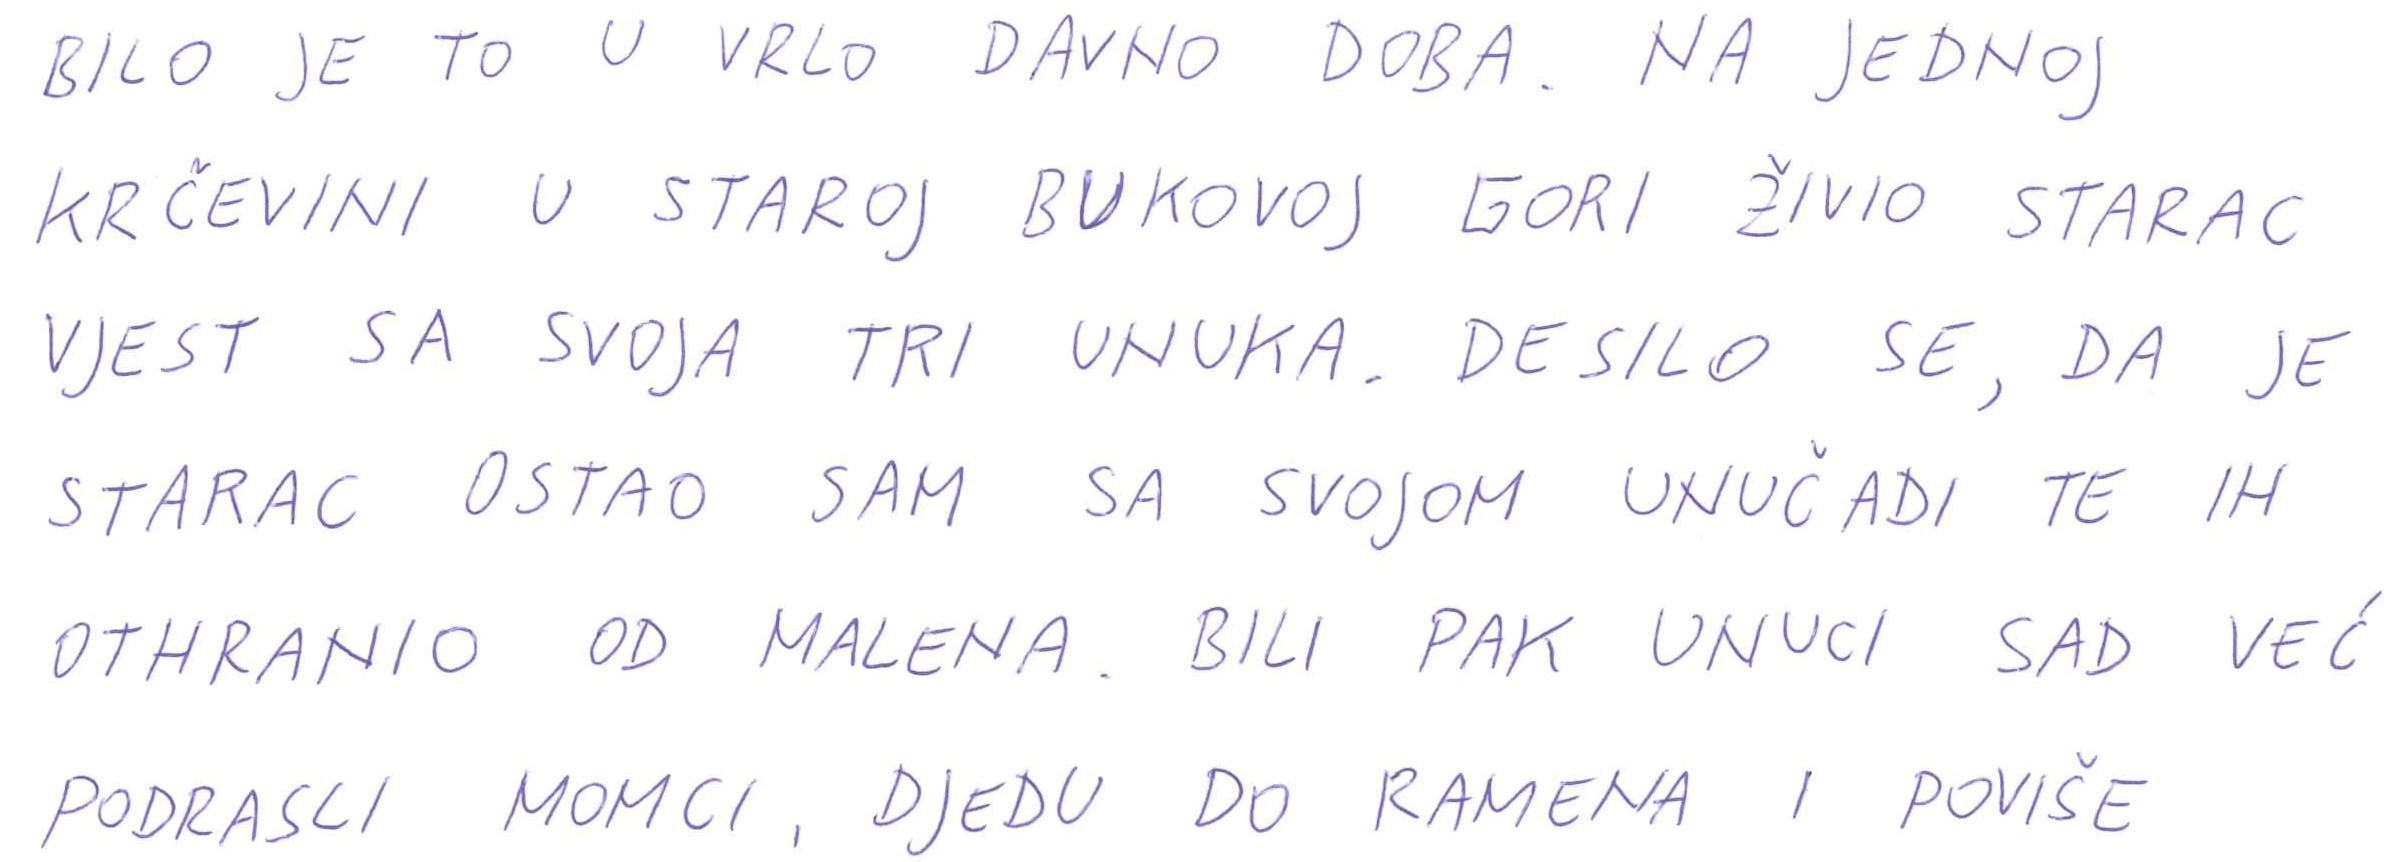 BILO JE TO U VRLO DAVNO DOBA. NA JEDNOJ
KRČEVINI U STAROJ BUKOVOJ GORI ŽIVIO STARAC
VJEST SA SVOJA TRI UNUKA. DESILO SE, DA JE
STARAC OSTAO SAM SA SVOJOM UNUČADI TE IH
OTHRANIO OD MALENA. BILI PAK UNUCI SAD VEĆ
PODRASLI MOMCI, DJEDU DO RAMENA I POVIŠE